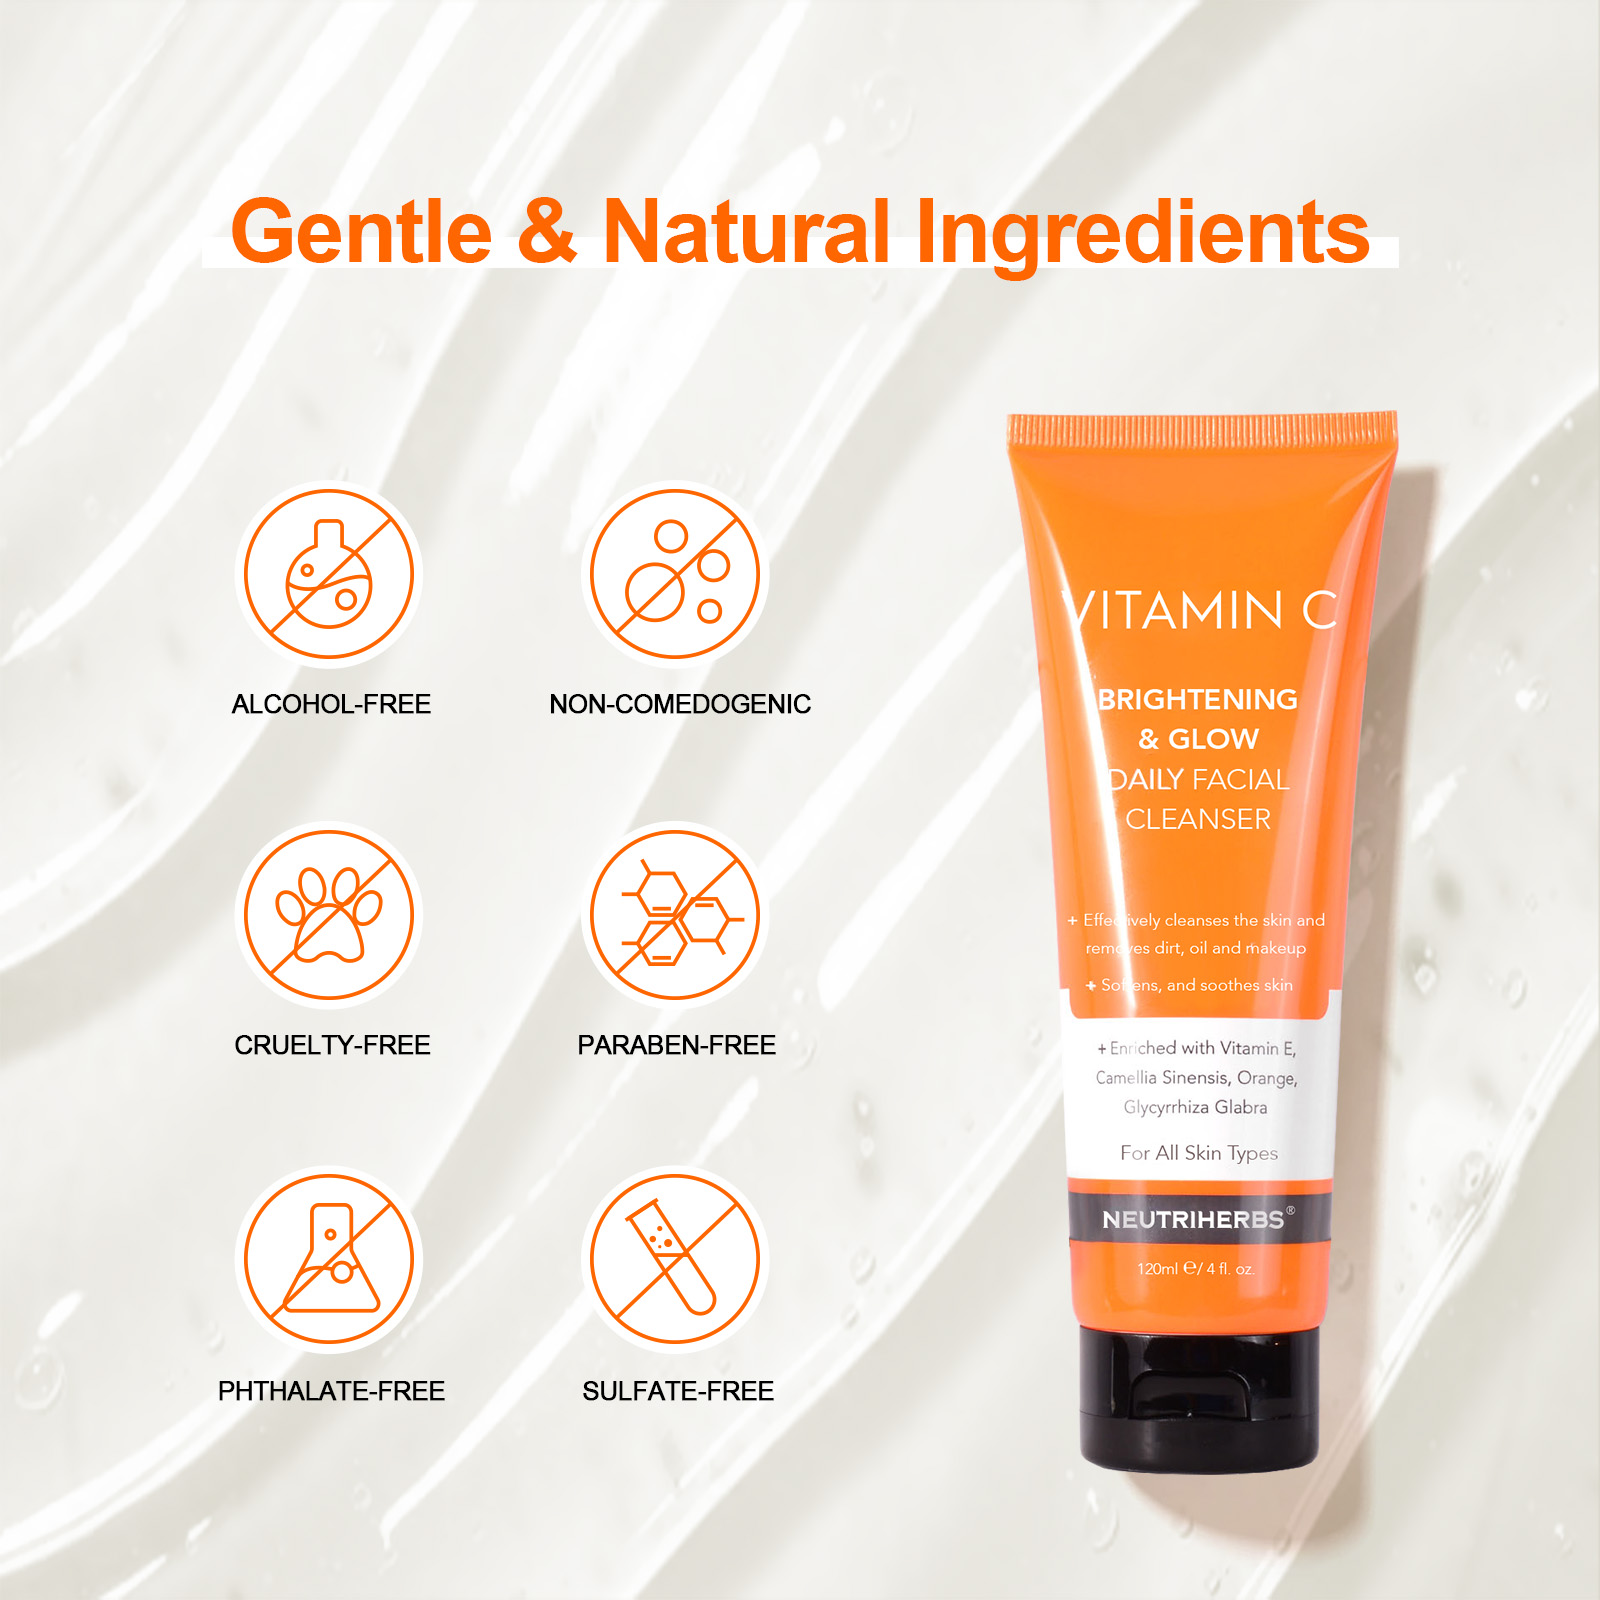 Gentle & Natural Ingredients
ALCOHOL-FREE
NON-COMEDOGENIC
CRUELTY-FREE
PARABEN-FREE
PHTHALATE-FREE
SULFATE-FREE
VITAMIN C
BRIGHTENING
& GLOW
DAILY FACIAL
CLEANSER
+ Effectively cleanses the skin and
removes dirt, oil and makeup
+ Softens, and soothes skin
+Enriched with Vitamin E,
Camellia Sinensis, Orange,
Glycyrrhiza Glabra
For All Skin Types
NEUTRIHERBS®
120ml ℮/ 4 fl. oz.